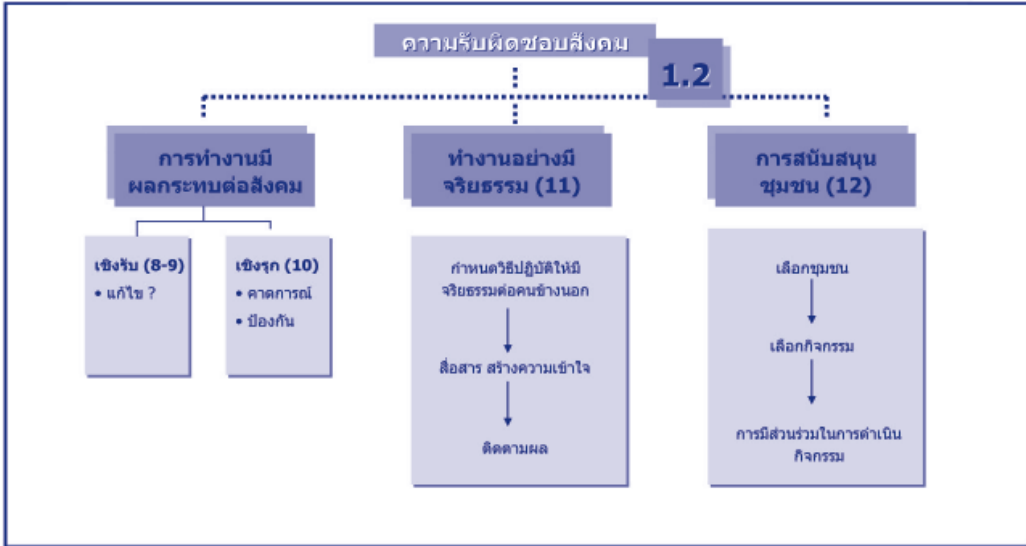 ความรับผิดชอบสังคม
1.2
การทำงานมี
ผลกระทบต่อสังคม
เชิงรับ (8-9)
• แก้ไข ?
เชิงรุก (10)
• คาดการณ์
• ป้องกัน
ทำงานอย่างมี
จริยธรรม (11)
กำหนดวิธีปฏิบัติให้มี
จริยธรรมต่อคนข้างนอก
สื่อสาร สร้างความเข้าใจ
ติดตามผล
การสนับสนุน
ชุมชน (12)
เลือกชุมชน
เลือกกิจกรรม
การมีส่วนร่วมในการดำเนิน
กิจกรรม